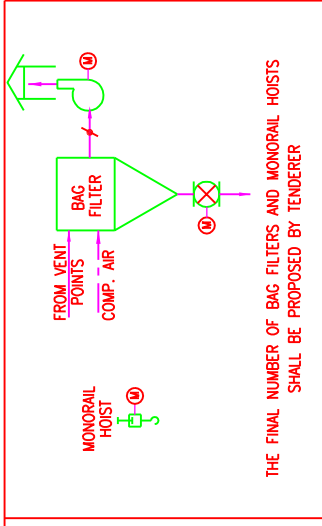 M
BAG
FILTER
FROM VENT
POINTS
COMP. AIR
M
MONORAIL
HOIST
M
THE FINAL NUMBER OF BAG FILTERS AND MONORAIL HOISTS
SHALL BE PROPOSED BY TENDERER